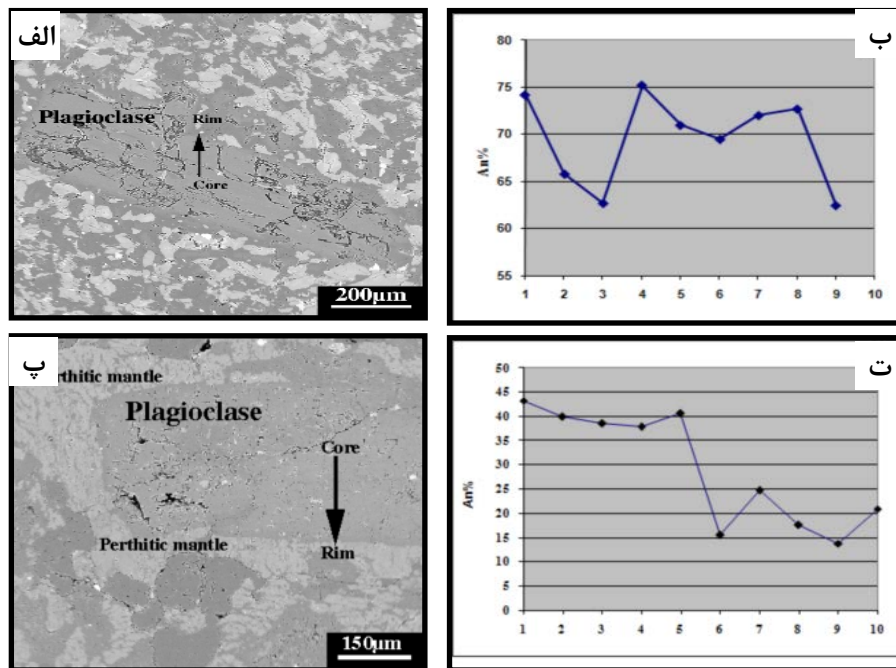 الف
Plagioclase
Rim
Core
200µm
ب
80
75
70
65
60
55
An%
1 2 3 4 5 6 7 8 9 10
پ
rthitic mantle
Plagioclase
Core
Perthitic mantle
Rim
150µm
ت
50
45
40
35
30
25
20
15
10
5
0
An%
1 2 3 4 5 6 7 8 9 10